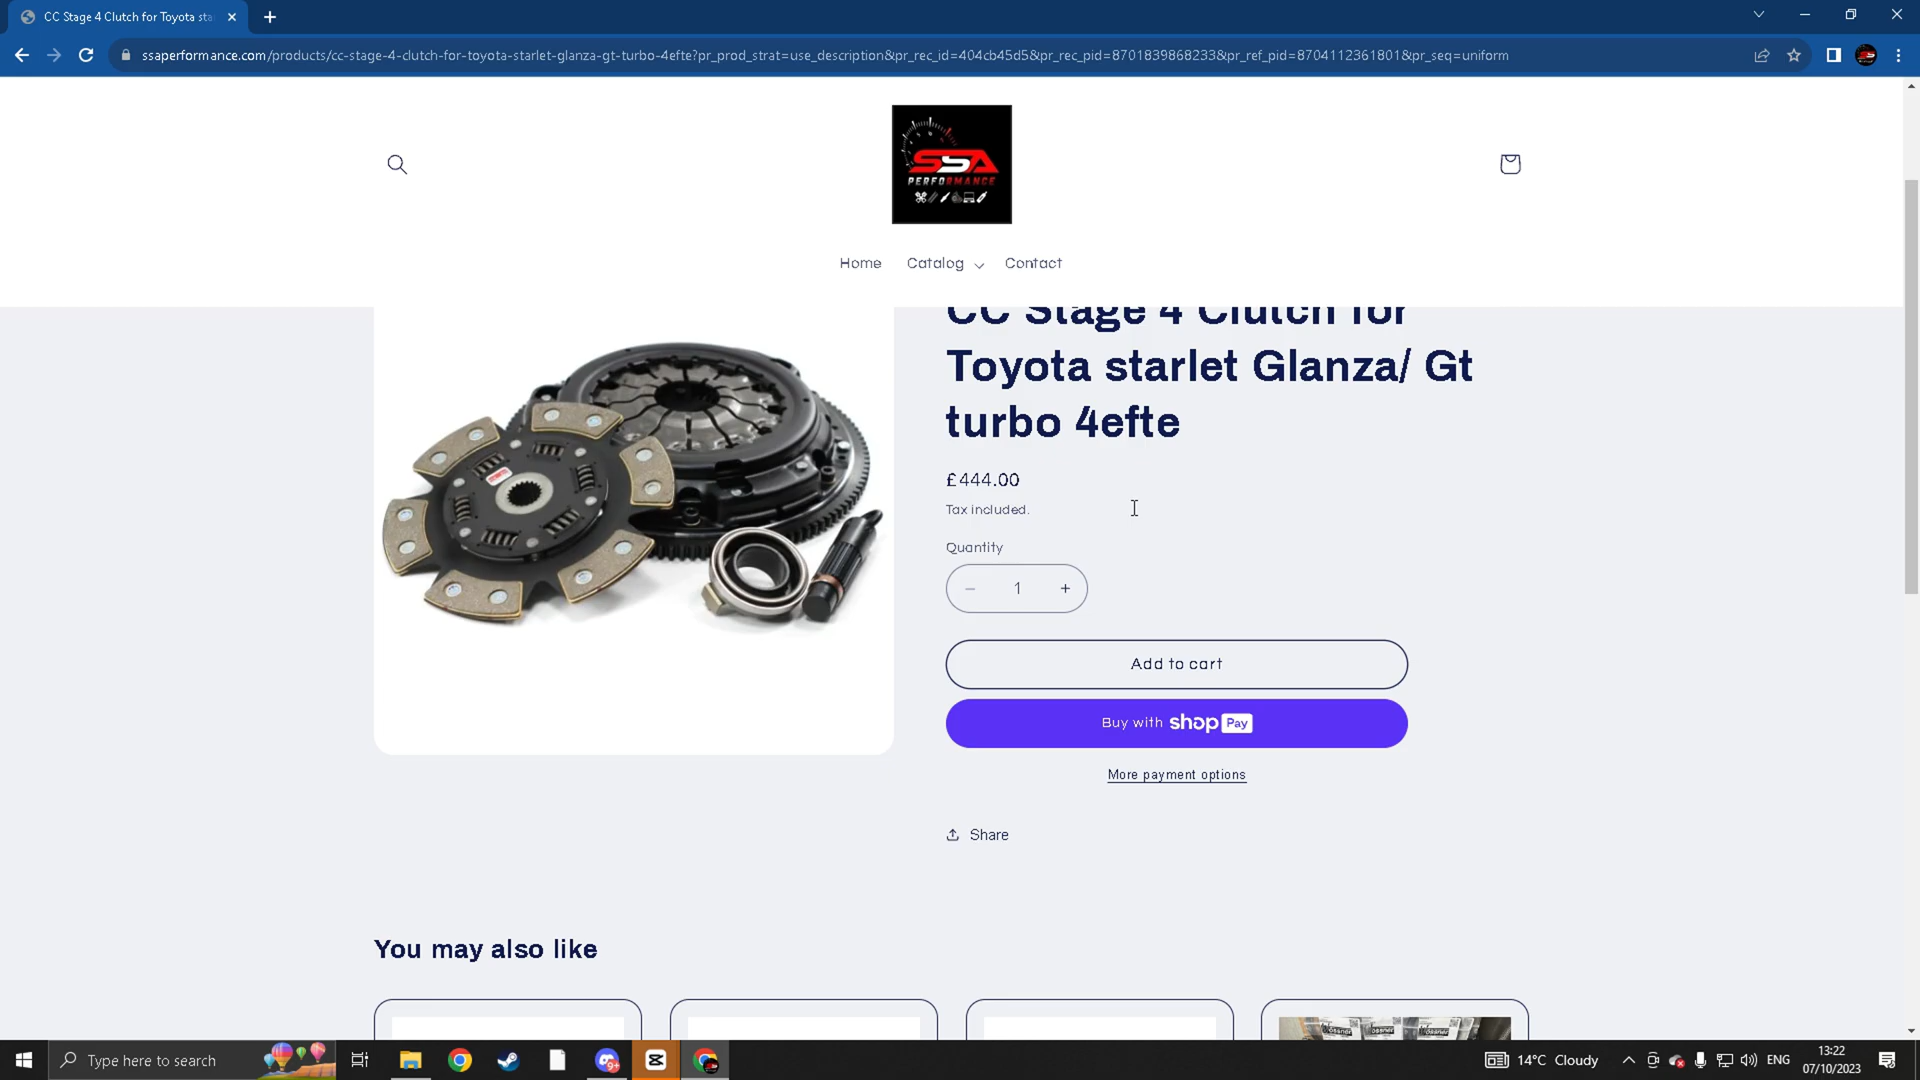 CC Stage 4 Clutch for Toyota sta
ssaperformance.com/products/cc-stage-4-clutch-for-toyota-starlet-glanza-gt-turbo-4efte?pr_prod_strat=use_description&pr_rec_id=404cb45d5&pr_rec_pid=8701839868233&pr_ref_pid=8704112361801&pr_seq=uniform
SSA
PERFORMANCE
Home Catalog Contact
CC Stage 4 Clutch for
Toyota starlet Glanza/ Gt
turbo 4efte
£444.00
Tax included.
Quantity
− 1 +
Add to cart
Buy with shop Pay
More payment options
Share
You may also like
Type here to search
14°C Cloudy
ENG
13:22
07/10/2023